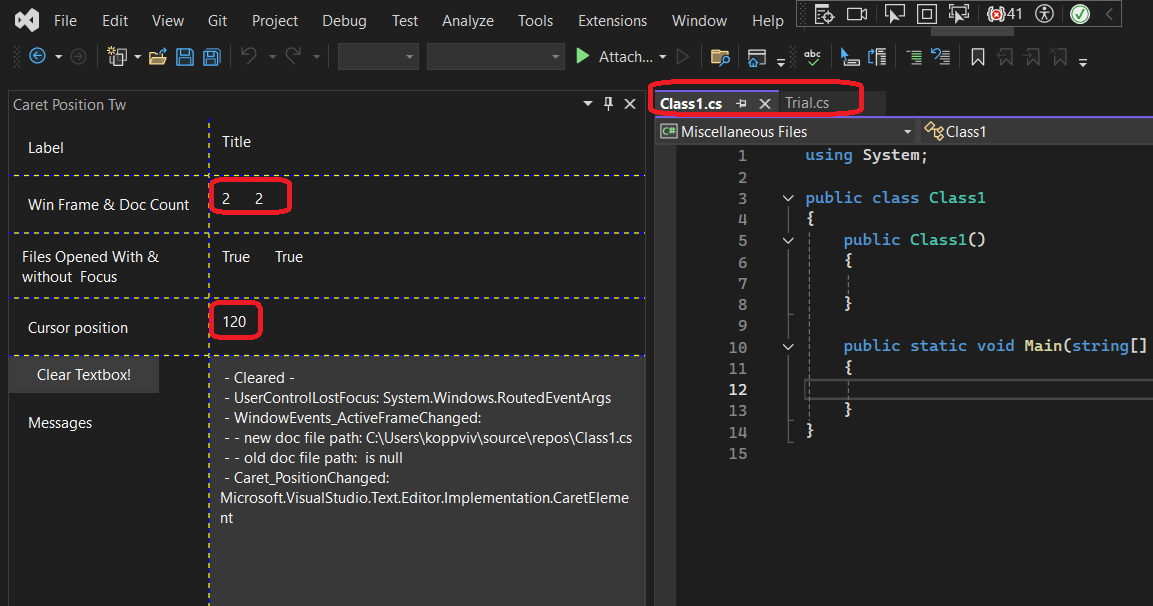 File Edit View Git Project Debug Test Analyze Tools Extensions Window Help 41
Attach... abc
Caret Position Tw
Label Title
Win Frame & Doc Count 2 2
Files Opened With & True True
without Focus
Cursor position 120
Clear Textbox!
Messages
- Cleared -
- UserControlLostFocus: System.Windows.RoutedEventArgs
- WindowEvents_ActiveFrameChanged:
- - new doc file path: C:\Users\koppviv\source\repos\Class1.cs
- - old doc file path:  is null
- Caret_PositionChanged:
Microsoft.VisualStudio.Text.Editor.Implementation.CaretEleme
nt
Class1.cs Trial.cs
C# Miscellaneous Files Class1
1 using System;
2
3 public class Class1
4 {
5 public Class1()
6 {
7
8 }
9
10 public static void Main(string[]
11 {
12
13 }
14 }
15